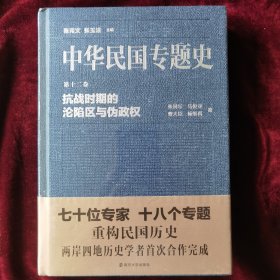 张宪文 张玉法 主编
中华民国专题史
第十二卷
抗战时期的
沦陷区与伪政权
七十位专家 十八个专题
重构民国历史
两岸四地历史学者首次合作完成
南京大学出版社